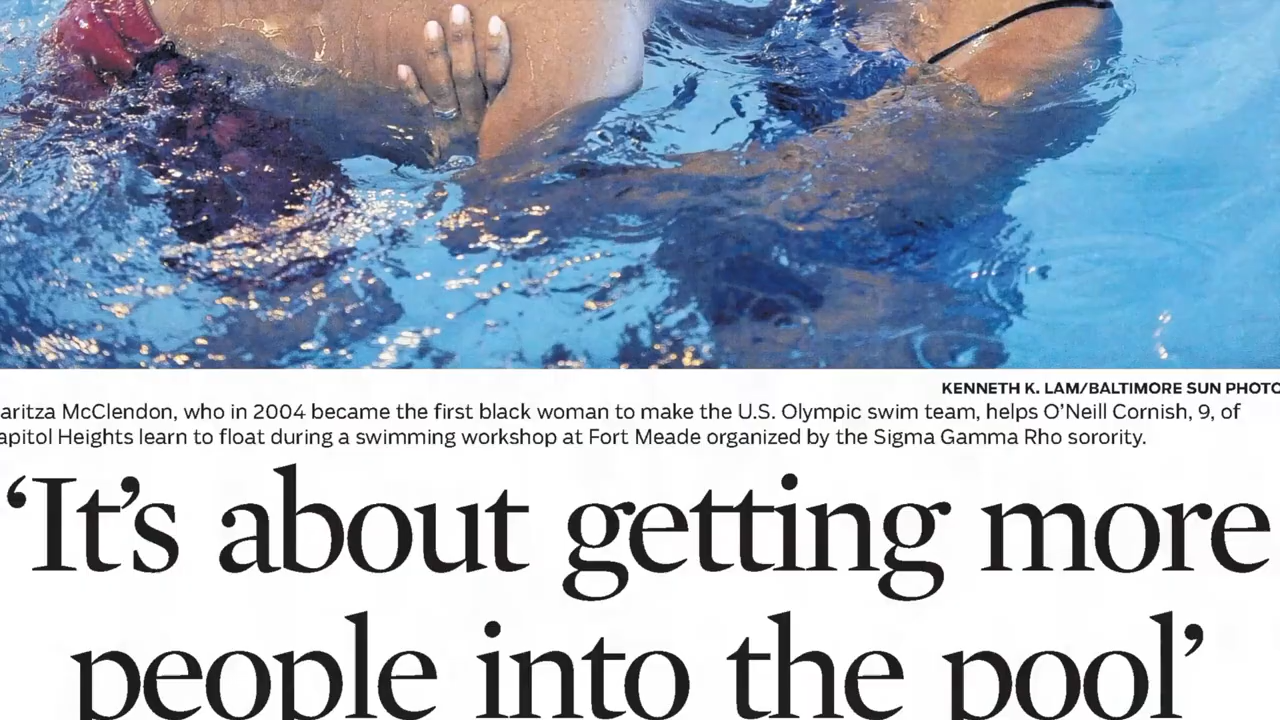 KENNETH K. LAM/BALTIMORE SUN PHOTO
aritza McClendon, who in 2004 became the first black woman to make the U.S. Olympic swim team, helps O’Neill Cornish, 9, of
apitol Heights learn to float during a swimming workshop at Fort Meade organized by the Sigma Gamma Rho sorority.
‘It’s about getting more
people into the pool’